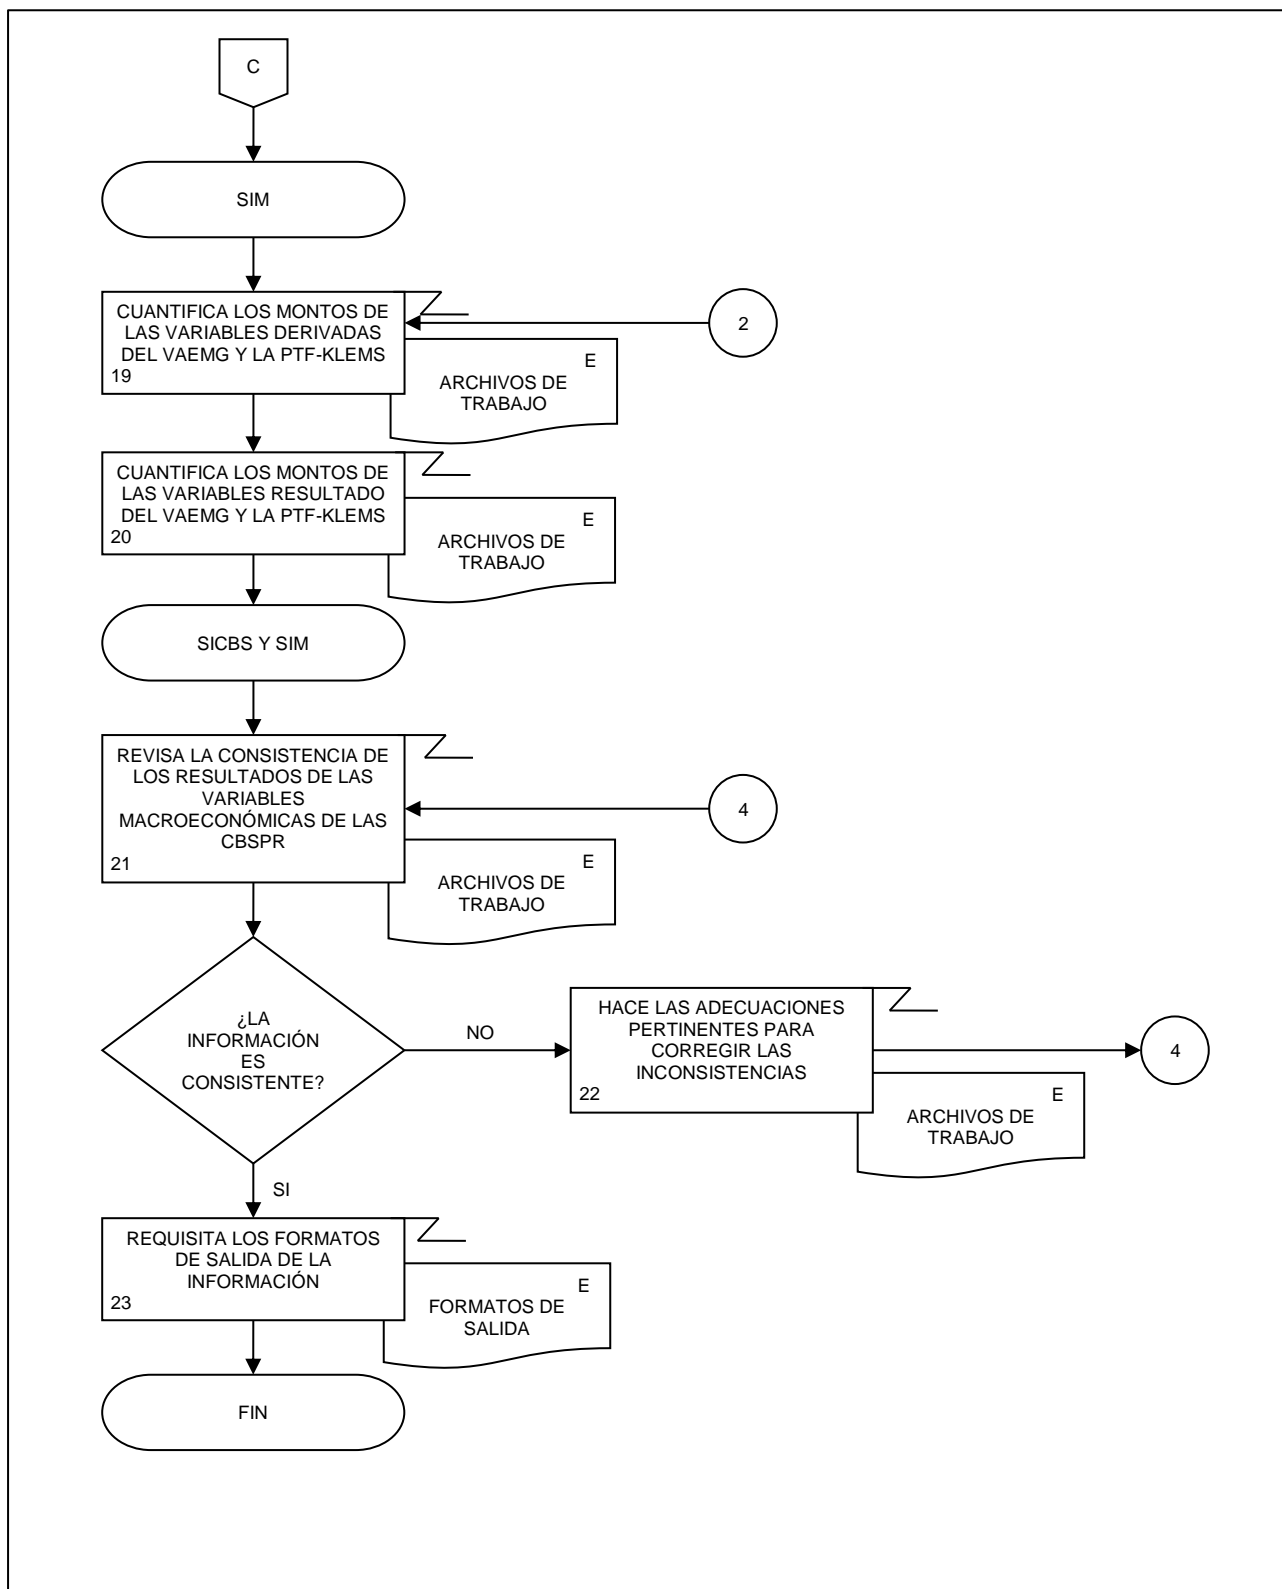 C
SIM
CUANTIFICA LOS MONTOS DE
LAS VARIABLES DERIVADAS
DEL VAEMG Y LA PTF-KLEMS
19
2
E
ARCHIVOS DE
TRABAJO
CUANTIFICA LOS MONTOS DE
LAS VARIABLES RESULTADO
DEL VAEMG Y LA PTF-KLEMS
20
E
ARCHIVOS DE
TRABAJO
SICBS Y SIM
REVISA LA CONSISTENCIA DE
LOS RESULTADOS DE LAS
VARIABLES
MACROECONÓMICAS DE LAS
CBSPR
21
4
E
ARCHIVOS DE
TRABAJO
¿LA
INFORMACIÓN
ES
CONSISTENTE?
NO
HACE LAS ADECUACIONES
PERTINENTES PARA
CORREGIR LAS
INCONSISTENCIAS
22
4
E
ARCHIVOS DE
TRABAJO
SI
REQUISITA LOS FORMATOS
DE SALIDA DE LA
INFORMACIÓN
23
E
FORMATOS DE
SALIDA
FIN